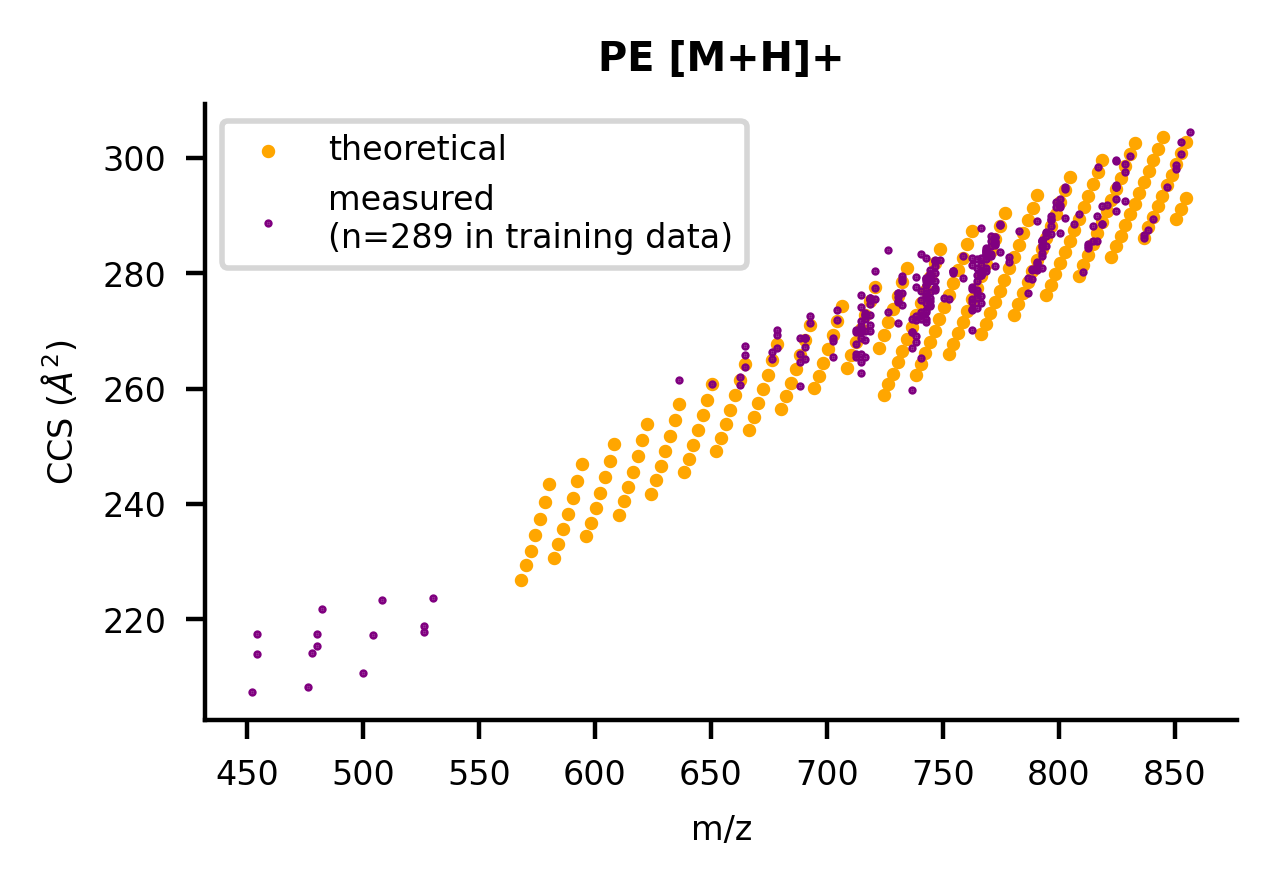 PE [M+H]+
theoretical
measured
(n=289 in training data)
CCS (Å²)
300
280
260
240
220
450 500 550 600 650 700 750 800 850
m/z